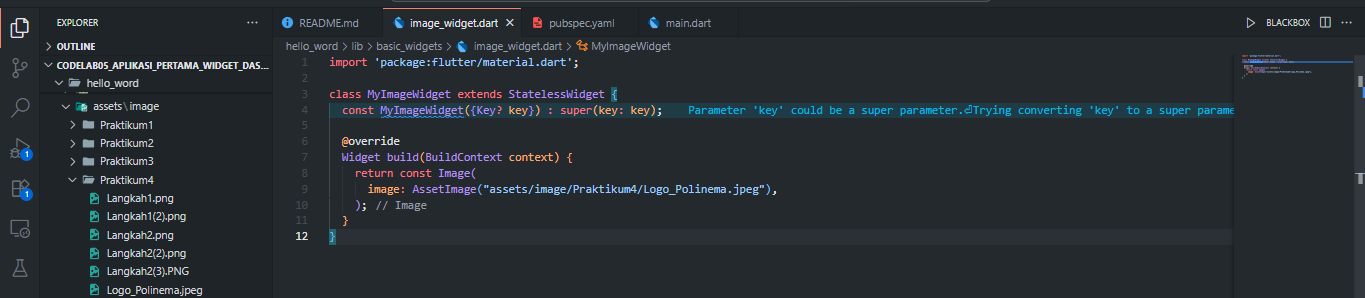 EXPLORER ···
OUTLINE
CODELAB05_APLIKASI_PERTAMA_WIDGET_DAS...
hello_word
assets\image
Praktikum1
Praktikum2
Praktikum3
Praktikum4
Langkah1.png
Langkah1(2).png
Langkah2.png
Langkah2(2).png
Langkah2(3).PNG
Logo_Polinema.jpeg
1
1
README.md image_widget.dart pubspec.yaml main.dart
BLACKBOX ···
hello_word > lib > basic_widgets > image_widget.dart > MyImageWidget
1 import 'package:flutter/material.dart';
2
3 class MyImageWidget extends StatelessWidget {
4 const MyImageWidget({Key? key}) : super(key: key); Parameter 'key' could be a super parameter.⏎Trying converting 'key' to a super parame
5
6 @override
7 Widget build(BuildContext context) {
8 return const Image(
9 image: AssetImage("assets/image/Praktikum4/Logo_Polinema.jpeg"),
10 ); // Image
11 }
12 }